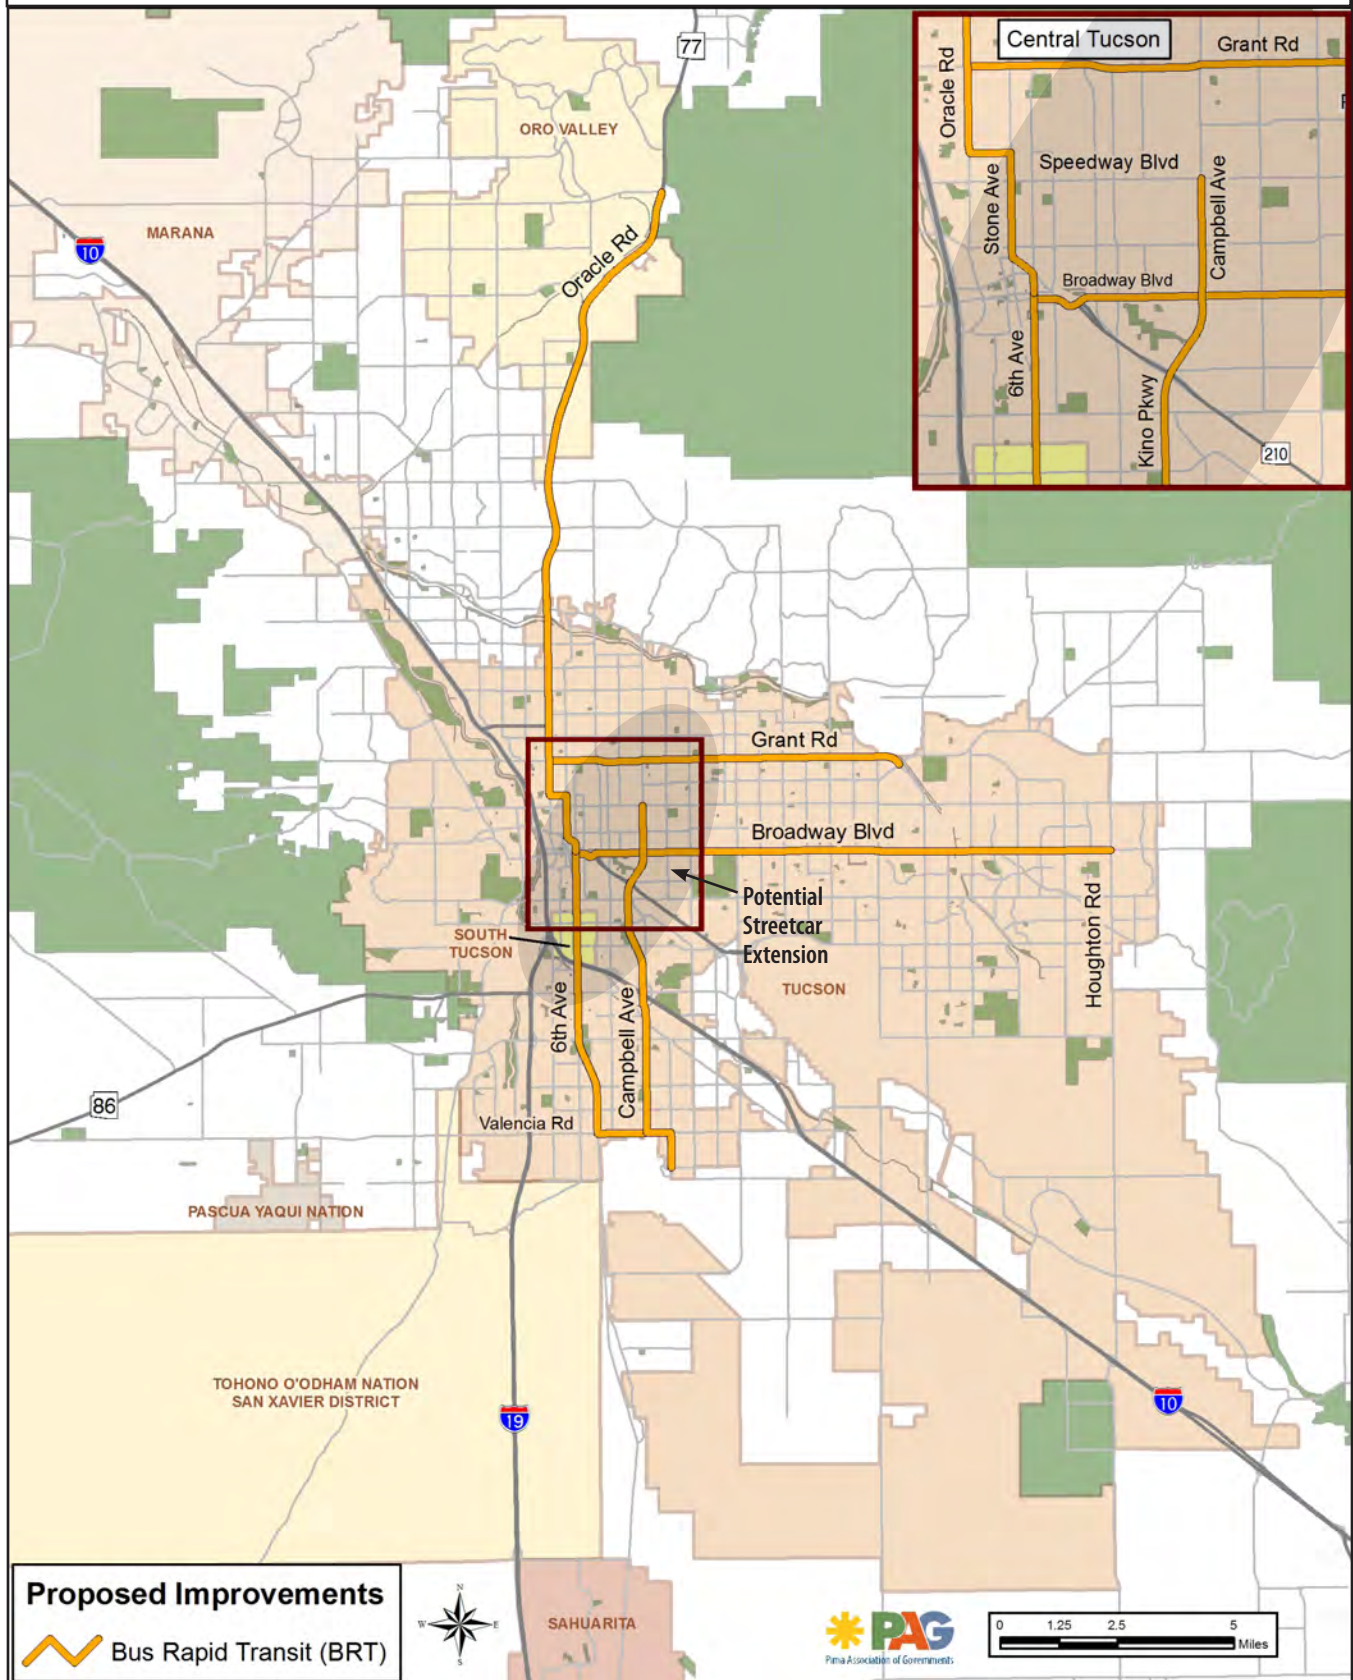 77
Central Tucson
Grant Rd
Oracle Rd
Speedway Blvd
Stone Ave
Campbell Ave
Broadway Blvd
6th Ave
Kino Pkwy
210
ORO VALLEY
MARANA
10
Oracle Rd
Grant Rd
Broadway Blvd
Potential
Streetcar
Extension
SOUTH
TUCSON
TUCSON
Houghton Rd
6th Ave
Campbell Ave
86
Valencia Rd
PASCUA YAQUI NATION
TOHONO O'ODHAM NATION
SAN XAVIER DISTRICT
19
10
Proposed Improvements
Bus Rapid Transit (BRT)
N
W E
S
SAHUARITA
PAG
Pima Association of Governments
0 1.25 2.5 5
Miles